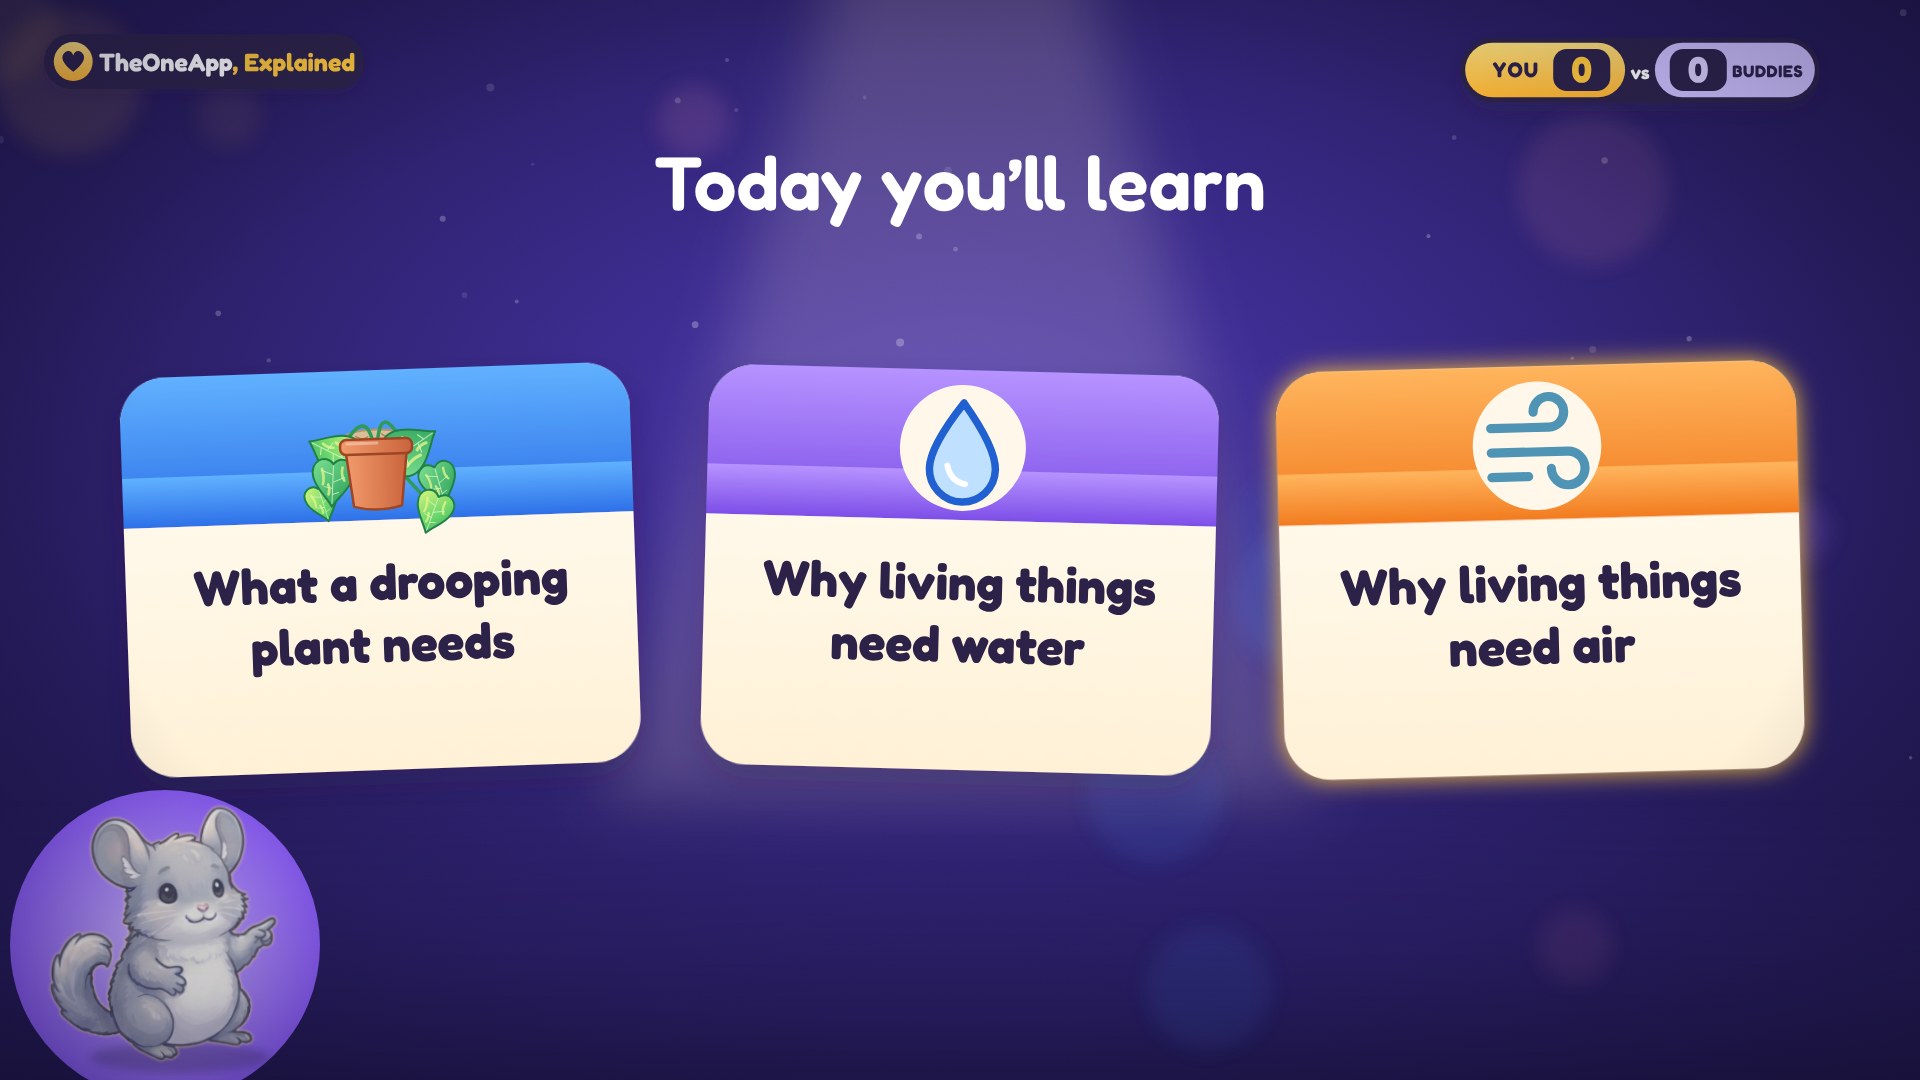 TheOneApp, Explained
YOU 0 vs 0 BUDDIES
Today you’ll learn
What a drooping
plant needs
Why living things
need water
Why living things
need air